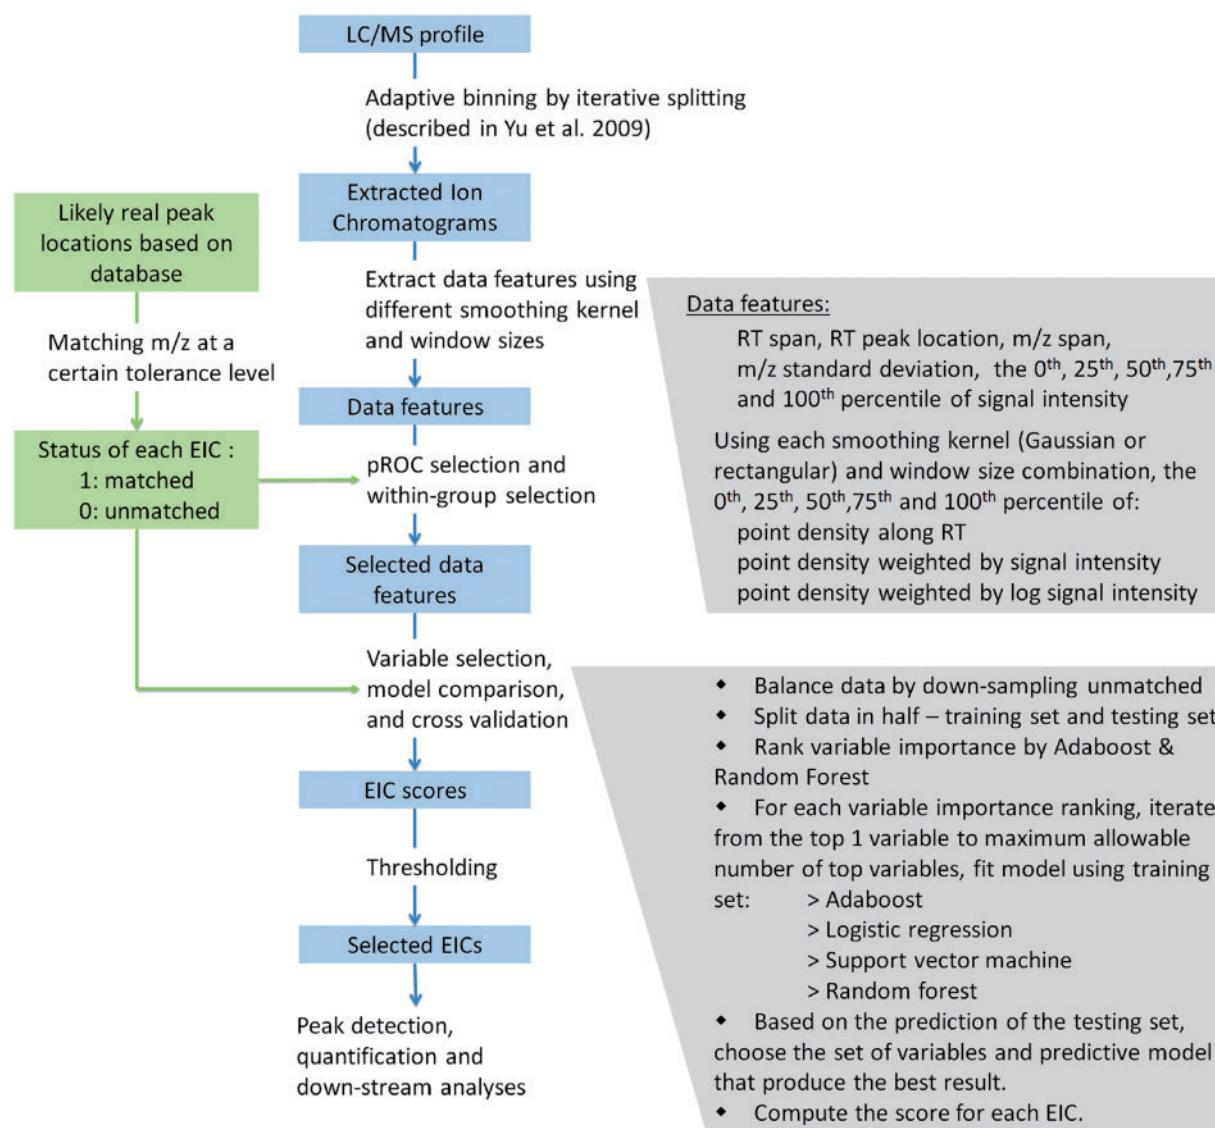 LC/MS profile
Adaptive binning by iterative splitting
(described in Yu et al. 2009)
Extracted Ion
Chromatograms
Likely real peak
locations based on
database
Extract data features using
different smoothing kernel
and window sizes
Matching m/z at a
certain tolerance level
Data features
Status of each EIC :
1: matched
0: unmatched
pROC selection and
within-group selection
Selected data
features
Variable selection,
model comparison,
and cross validation
EIC scores
Thresholding
Selected EICs
Peak detection,
quantification and
down-stream analyses
Data features:
RT span, RT peak location, m/z span,
m/z standard deviation, the 0th, 25th, 50th,75th
and 100th percentile of signal intensity
Using each smoothing kernel (Gaussian or
rectangular) and window size combination, the
0th, 25th, 50th,75th and 100th percentile of:
point density along RT
point density weighted by signal intensity
point density weighted by log signal intensity
◆ Balance data by down-sampling unmatched
◆ Split data in half – training set and testing set
◆ Rank variable importance by Adaboost &
Random Forest
◆ For each variable importance ranking, iterate
from the top 1 variable to maximum allowable
number of top variables, fit model using training
set: > Adaboost
> Logistic regression
> Support vector machine
> Random forest
◆ Based on the prediction of the testing set,
choose the set of variables and predictive model
that produce the best result.
◆ Compute the score for each EIC.